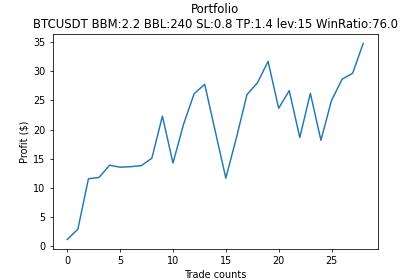 Portfolio
BTCUSDT BBM:2.2 BBL:240 SL:0.8 TP:1.4 lev:15 WinRatio:76.0
35
30
25
20
15
10
5
0
Profit ($)
0 5 10 15 20 25
Trade counts